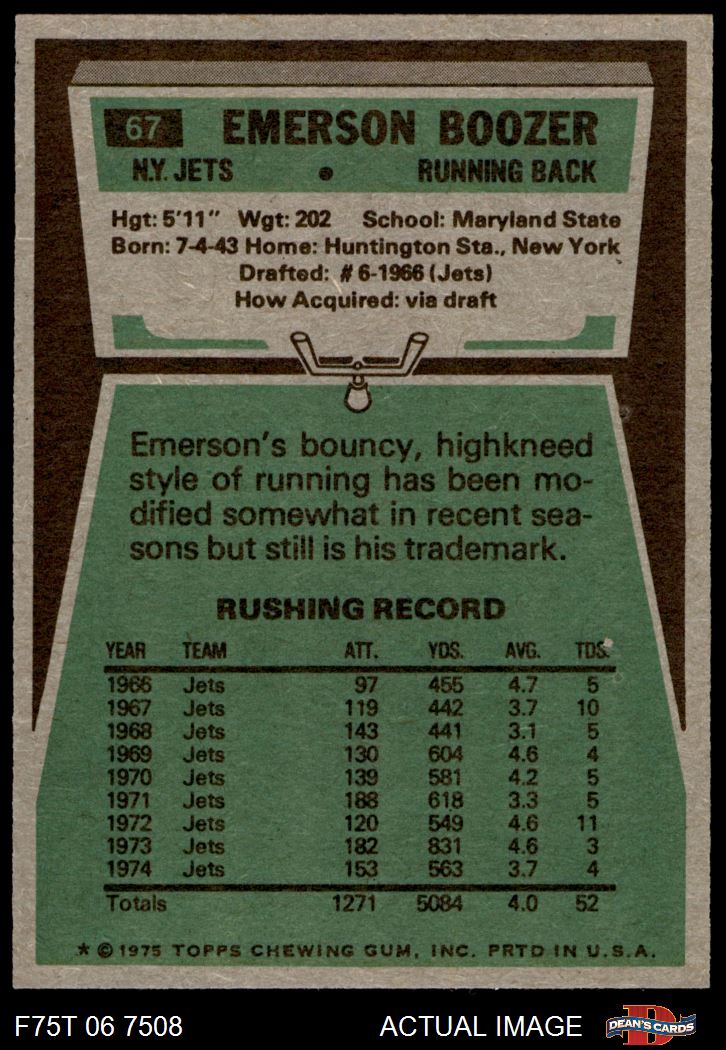 67 EMERSON BOOZER
N.Y. JETS • RUNNING BACK
Hgt: 5'11" Wgt: 202 School: Maryland State
Born: 7-4-43 Home: Huntington Sta., New York
Drafted: # 6-1966 (Jets)
How Acquired: via draft
Emerson's bouncy, highkneed
style of running has been mo-
dified somewhat in recent sea-
sons but still is his trademark.
RUSHING RECORD
YEAR TEAM ATT. YDS. AVG. TDS.
1966 Jets 97 455 4.7 5
1967 Jets 119 442 3.7 10
1968 Jets 143 441 3.1 5
1969 Jets 130 604 4.6 4
1970 Jets 139 581 4.2 5
1971 Jets 188 618 3.3 5
1972 Jets 120 549 4.6 11
1973 Jets 182 831 4.6 3
1974 Jets 153 563 3.7 4
Totals 1271 5084 4.0 52
* © 1975 TOPPS CHEWING GUM, INC. PRTD IN U.S.A.
F75T 06 7508 ACTUAL IMAGE D DEAN'S CARDS